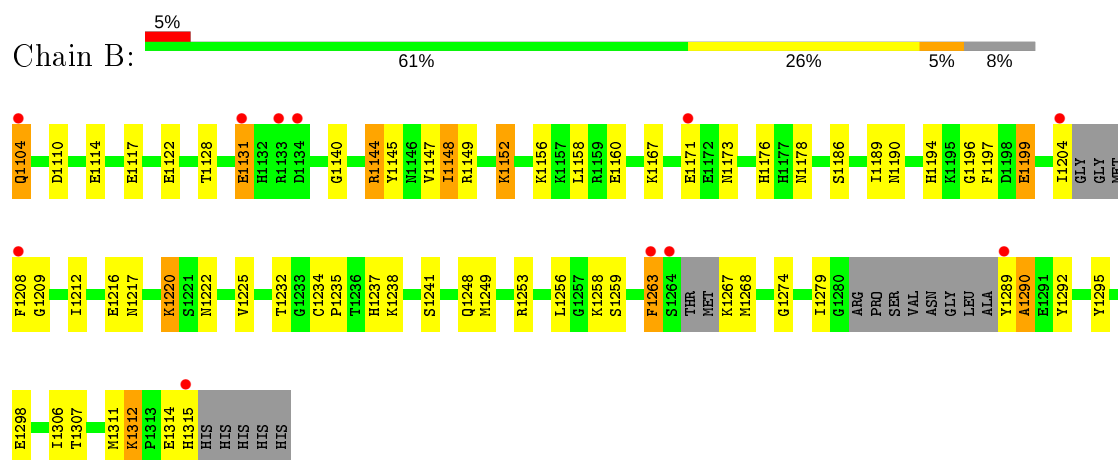 5%
Chain B:
61% 26% 5% 8%
Q1104 D1110 E1114 E1117 E1122 T1128 E1131 H1132 R1133 D1134 G1140 R1144 Y1145 N1146 V1147 I1148 R1149 K1152 K1156 K1157 L1158 R1159 E1160 K1167 E1171 E1172 N1173 H1176 H1177 N1178 S1186 I1189 N1190 H1194 K1195 G1196 F1197 D1198 E1199 I1204 GLY GLY MET
F1208 G1209 I1212 E1216 N1217 K1220 S1221 N1222 V1225 T1232 G1233 C1234 P1235 T1236 H1237 K1238 S1241 Q1248 M1249 R1253 L1256 G1257 K1258 S1259 F1263 S1264 THR MET K1267 M1268 G1274 I1279 G1280 ARG PRO SER VAL ASN GLY LEU ALA Y1289 A1290 E1291 Y1292 Y1295
E1298 I1306 T1307 M1311 K1312 P1313 E1314 H1315 HIS HIS HIS HIS HIS